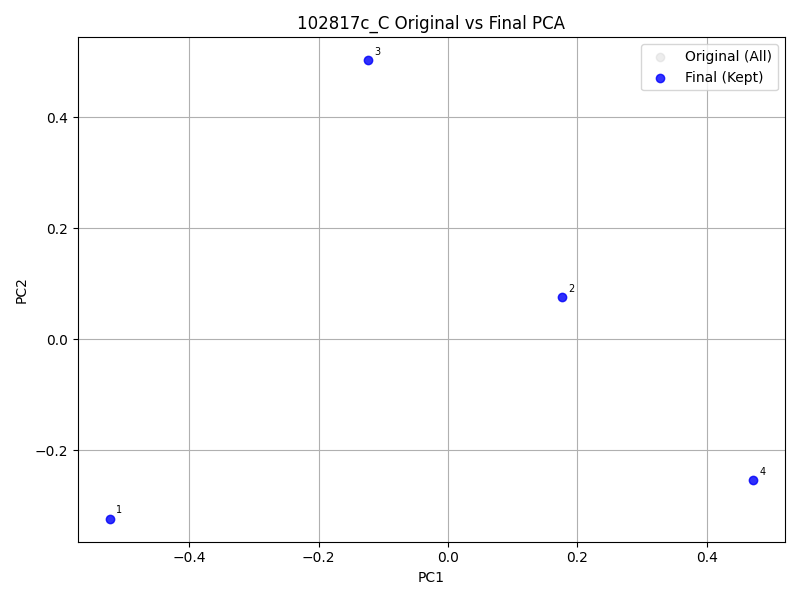 102817c_C Original vs Final PCA
Original (All)
Final (Kept)
3
2
4
1
0.4
0.2
0.0
−0.2
−0.4
−0.2
0.0
0.2
0.4
PC1
PC2